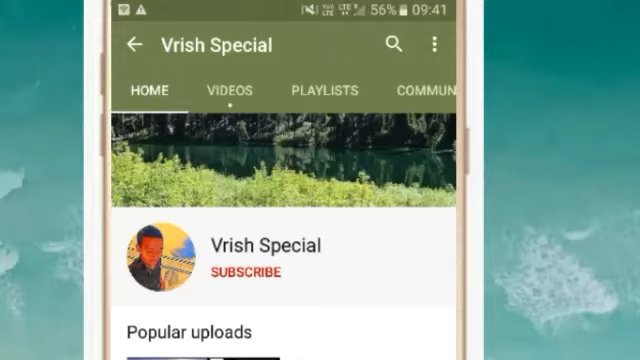 56% 09:41
Vrish Special
HOME VIDEOS PLAYLISTS COMMUN
Vrish Special
SUBSCRIBE
Popular uploads